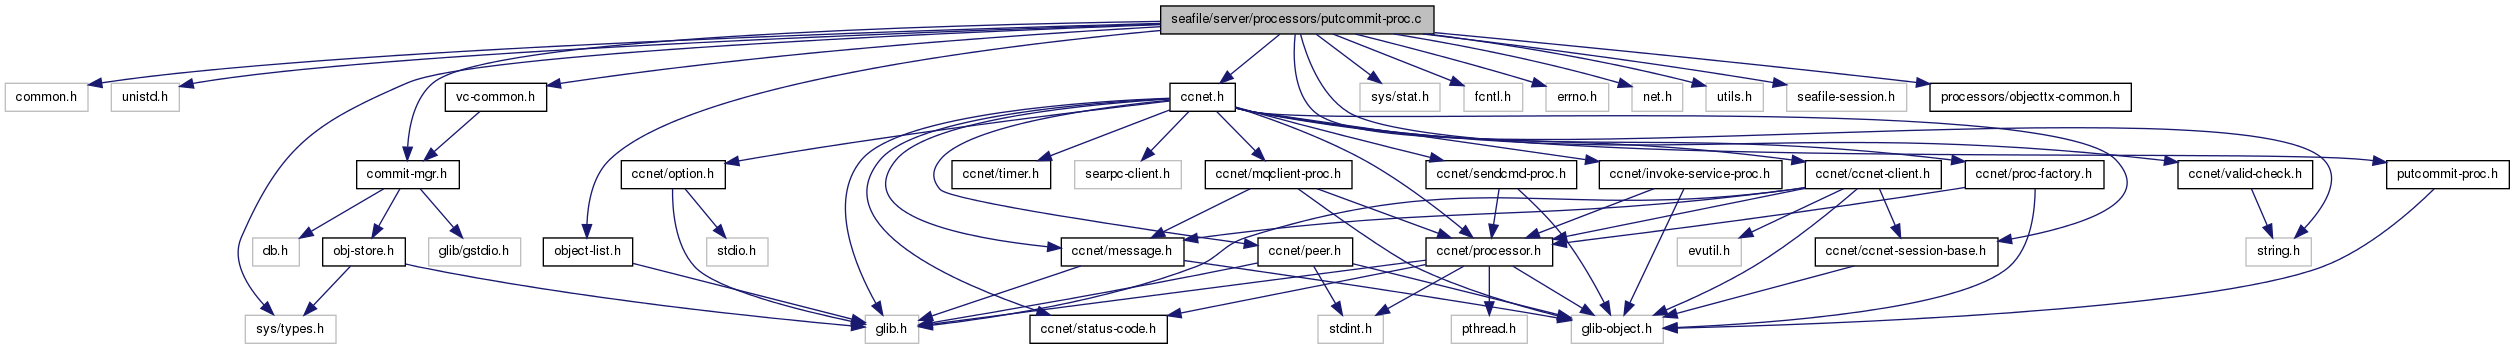 seafile/server/processors/putcommit-proc.c
common.h
unistd.h
vc-common.h
ccnet.h
sys/stat.h
fcntl.h
errno.h
net.h
utils.h
seafile-session.h
processors/objecttx-common.h
commit-mgr.h
ccnet/option.h
ccnet/timer.h
searpc-client.h
ccnet/mqclient-proc.h
ccnet/sendcmd-proc.h
ccnet/invoke-service-proc.h
ccnet/ccnet-client.h
ccnet/proc-factory.h
ccnet/valid-check.h
putcommit-proc.h
db.h
obj-store.h
glib/gstdio.h
object-list.h
stdio.h
ccnet/message.h
ccnet/peer.h
ccnet/processor.h
evutil.h
ccnet/ccnet-session-base.h
string.h
sys/types.h
glib.h
ccnet/status-code.h
stdint.h
pthread.h
glib-object.h